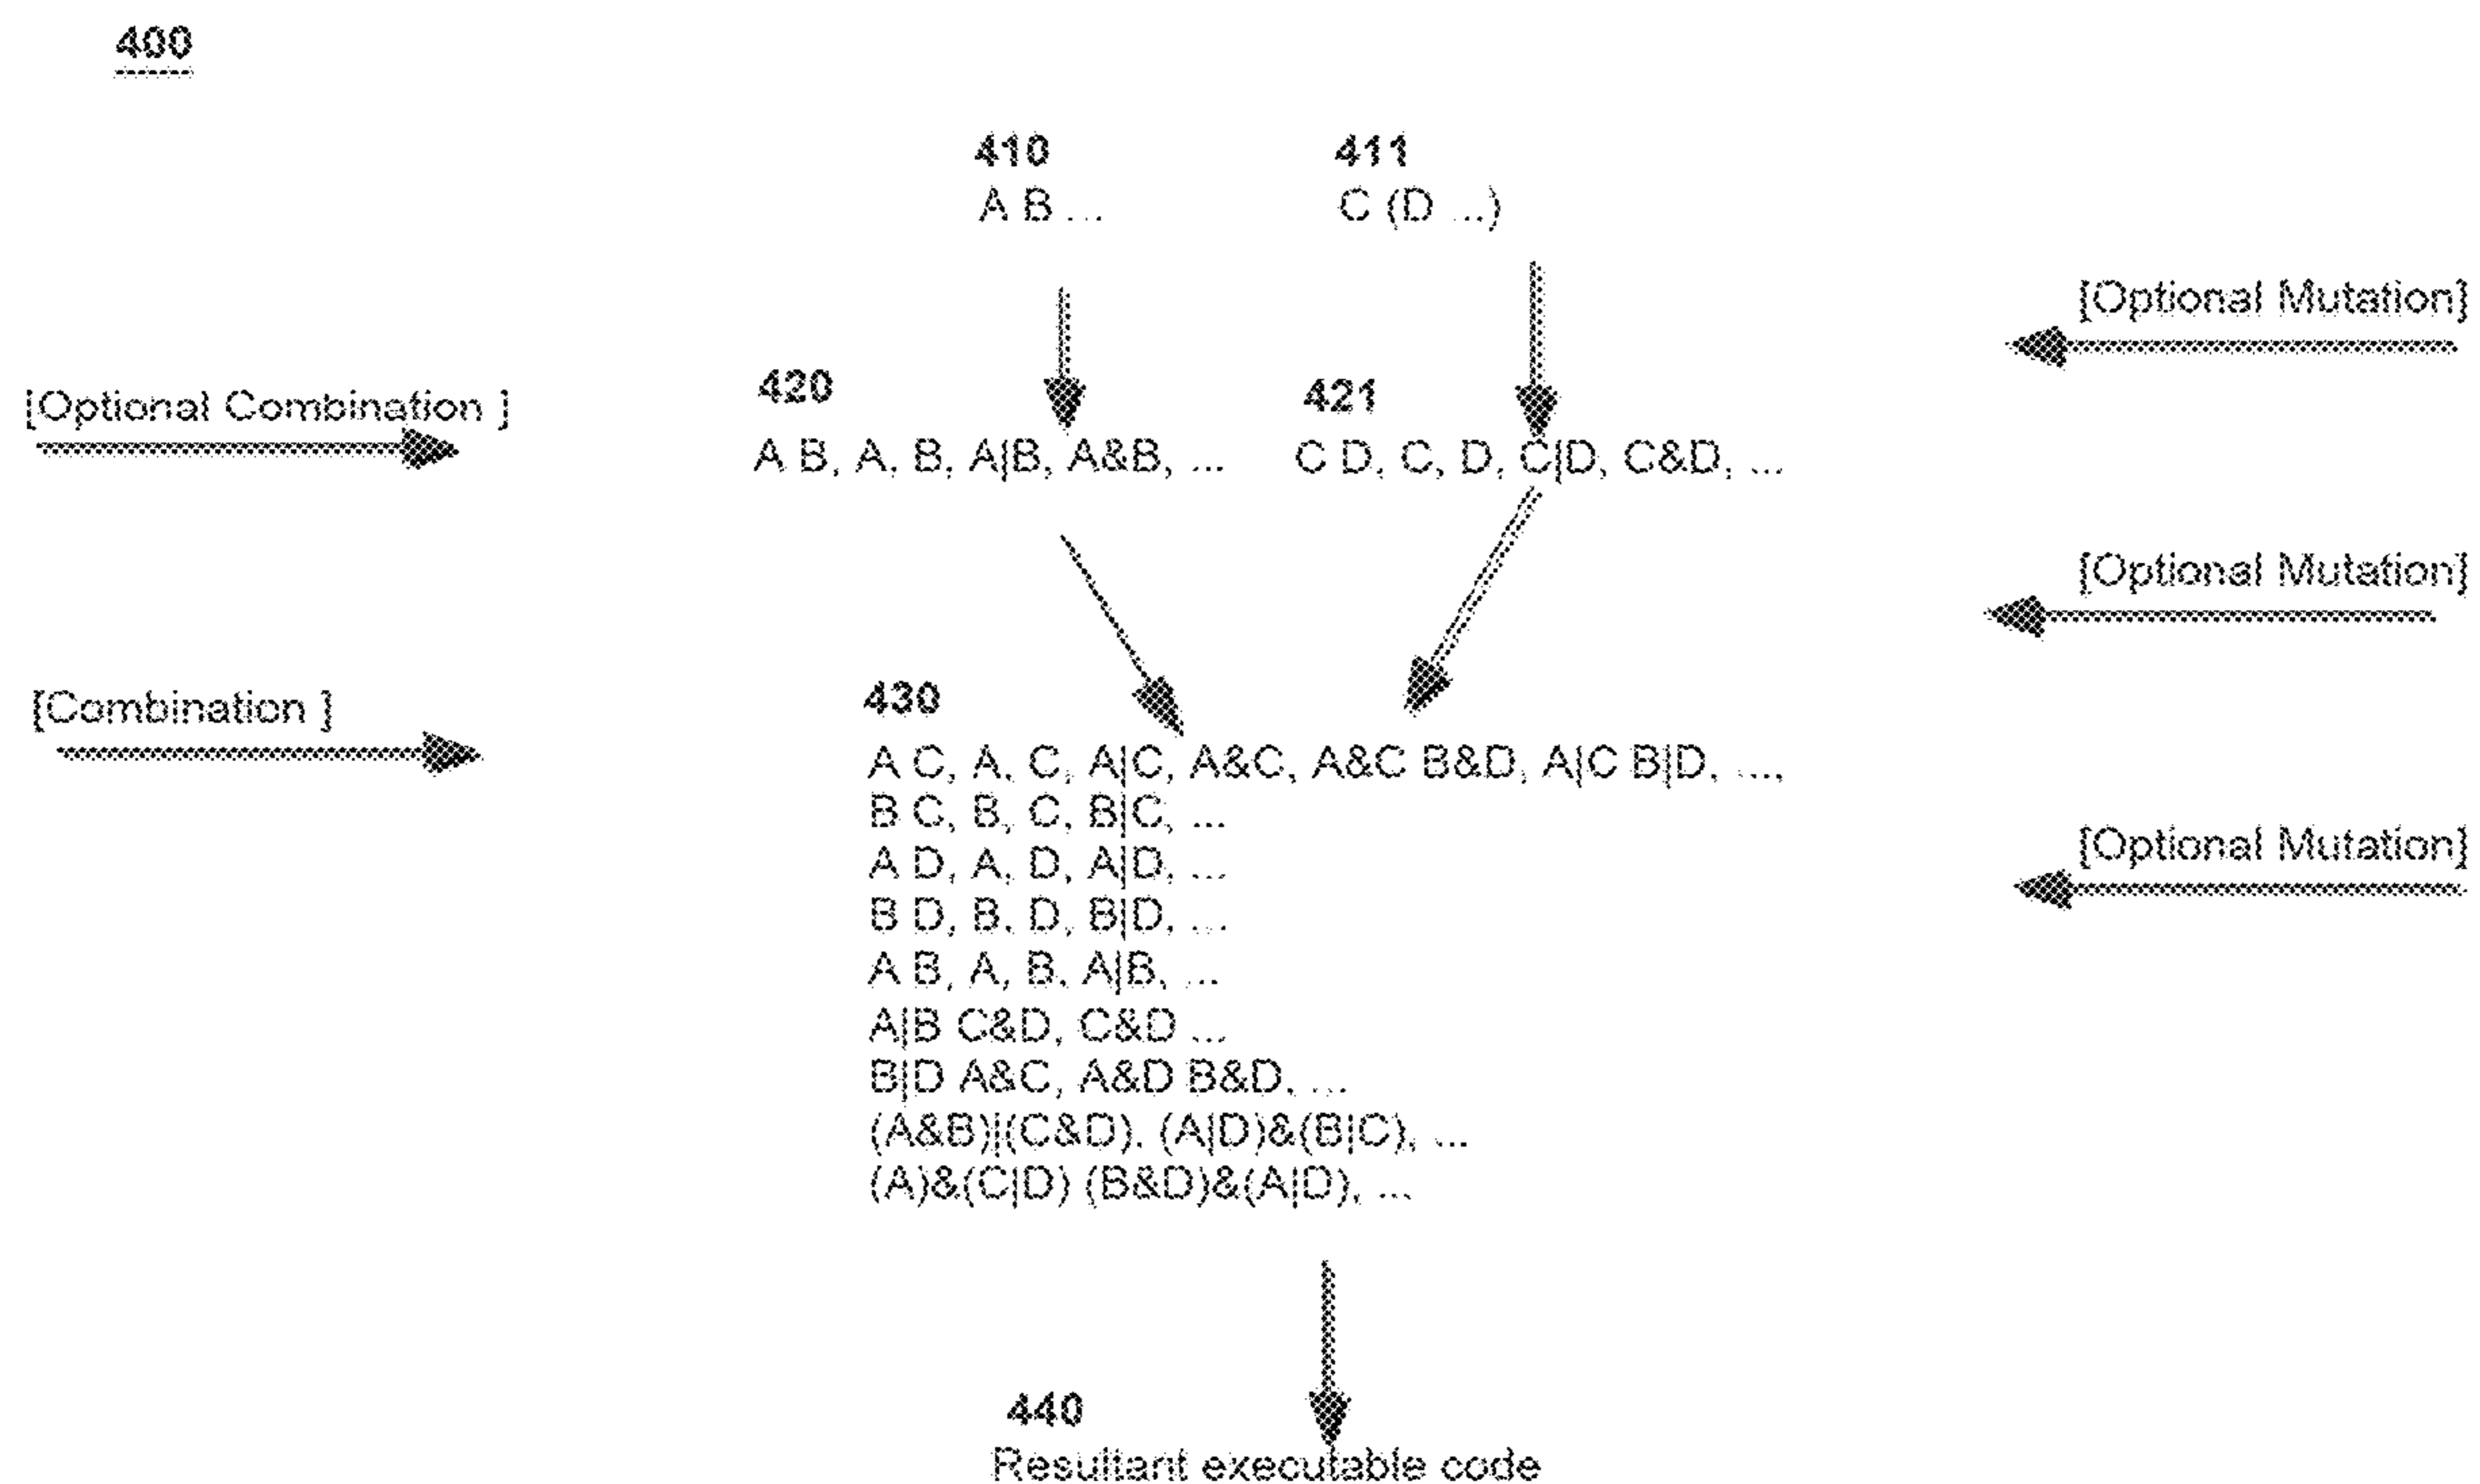 400
410 411
A B ... C (D ...)
[Optional Mutation]
420 421
[Optional Combination ]
A B, A, B, A|B, A&B, ... C D, C, D, C|D, C&D, ...
[Optional Mutation]
430
[Combination ]
A C, A, C, A|C, A&C, A&C B&D, A|C B|D, ...,
B C, B, C, B|C, ...
[Optional Mutation]
A D, A, D, A|D, ...
B D, B, D, B|D, ...
A B, A, B, A|B, ...
A|B C&D, C&D ...
B|D A&C, A&D B&D, ...
(A&B)|(C&D), (A|D)&(B|C), ...
(A)&(C|D) (B&D)&(A|D), ...
440
Resultant executable code